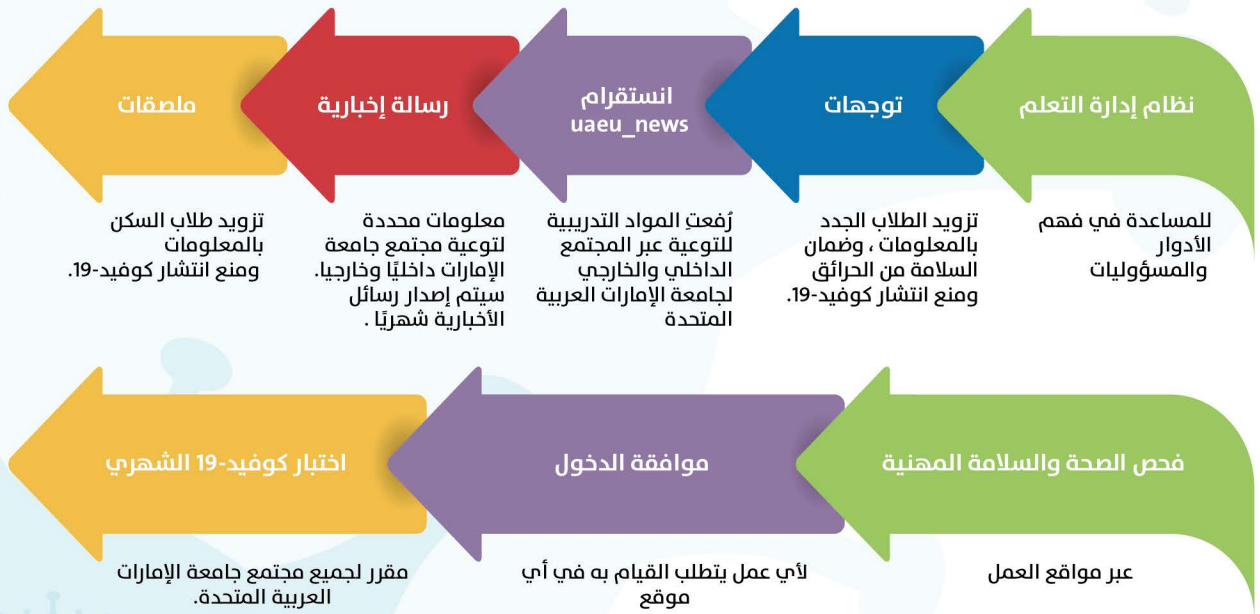 نظام إدارة التعلم
توجهات
انستقرام
uaeu_news
رسالة إخبارية
ملصقات
للمساعدة في فهم
الأدوار
والمسؤوليات
تزويد الطلاب الجدد
بالمعلومات ، وضمان
السلامة من الحرائق
ومنع انتشار كوفيد-19.
رُفعتِ المواد التدريبية
للتوعية عبر المجتمع
الداخلي والخارجي
لجامعة الإمارات العربية
المتحدة
معلومات محددة
لتوعية مجتمع جامعة
الإمارات داخليًا وخارجيا.
سيتم إصدار رسائل
الأخبارية شهريًا .
تزويد طلاب السكن
بالمعلومات
ومنع انتشار كوفيد-19.
فحص الصحة والسلامة المهنية
موافقة الدخول
اختبار كوفيد-19 الشهري
عبر مواقع العمل
لأي عمل يتطلب القيام به في أي
موقع
مقرر لجميع مجتمع جامعة الإمارات
العربية المتحدة.